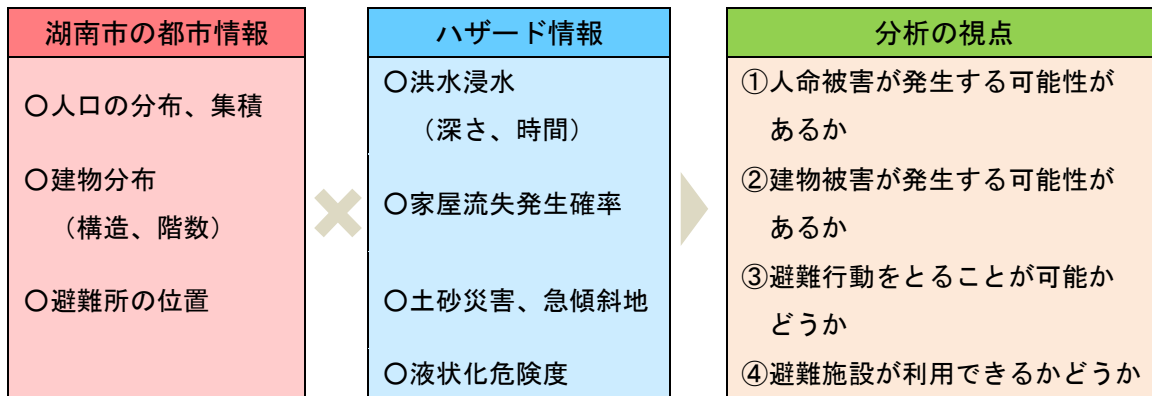 湖南市の都市情報
〇人口の分布、集積
〇建物分布
（構造、階数）
〇避難所の位置
ハザード情報
〇洪水浸水
（深さ、時間）
〇家屋流失発生確率
〇土砂災害、急傾斜地
〇液状化危険度
分析の視点
①人命被害が発生する可能性が
あるか
②建物被害が発生する可能性が
あるか
③避難行動をとることが可能か
どうか
④避難施設が利用できるかどうか